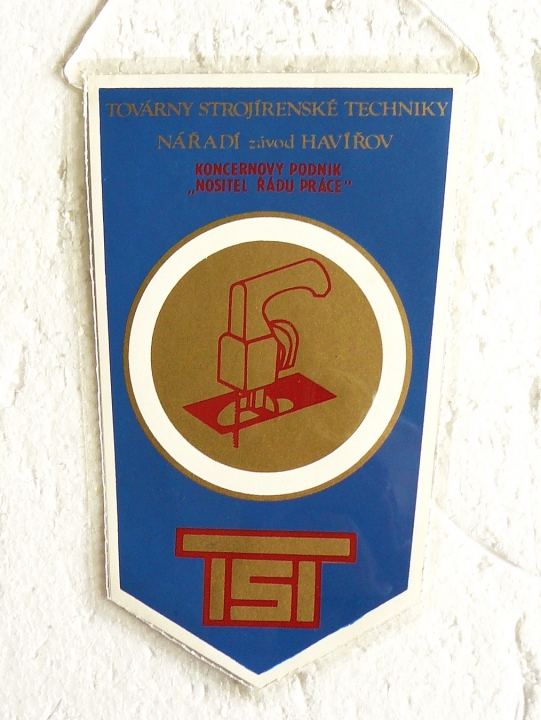 TOVÁRNY STROJÍRENSKÉ TECHNIKY
NÁŘADÍ závod HAVÍŘOV
KONCERNOVÝ PODNIK
„NOSITEL ŘÁDU PRÁCE"
TST